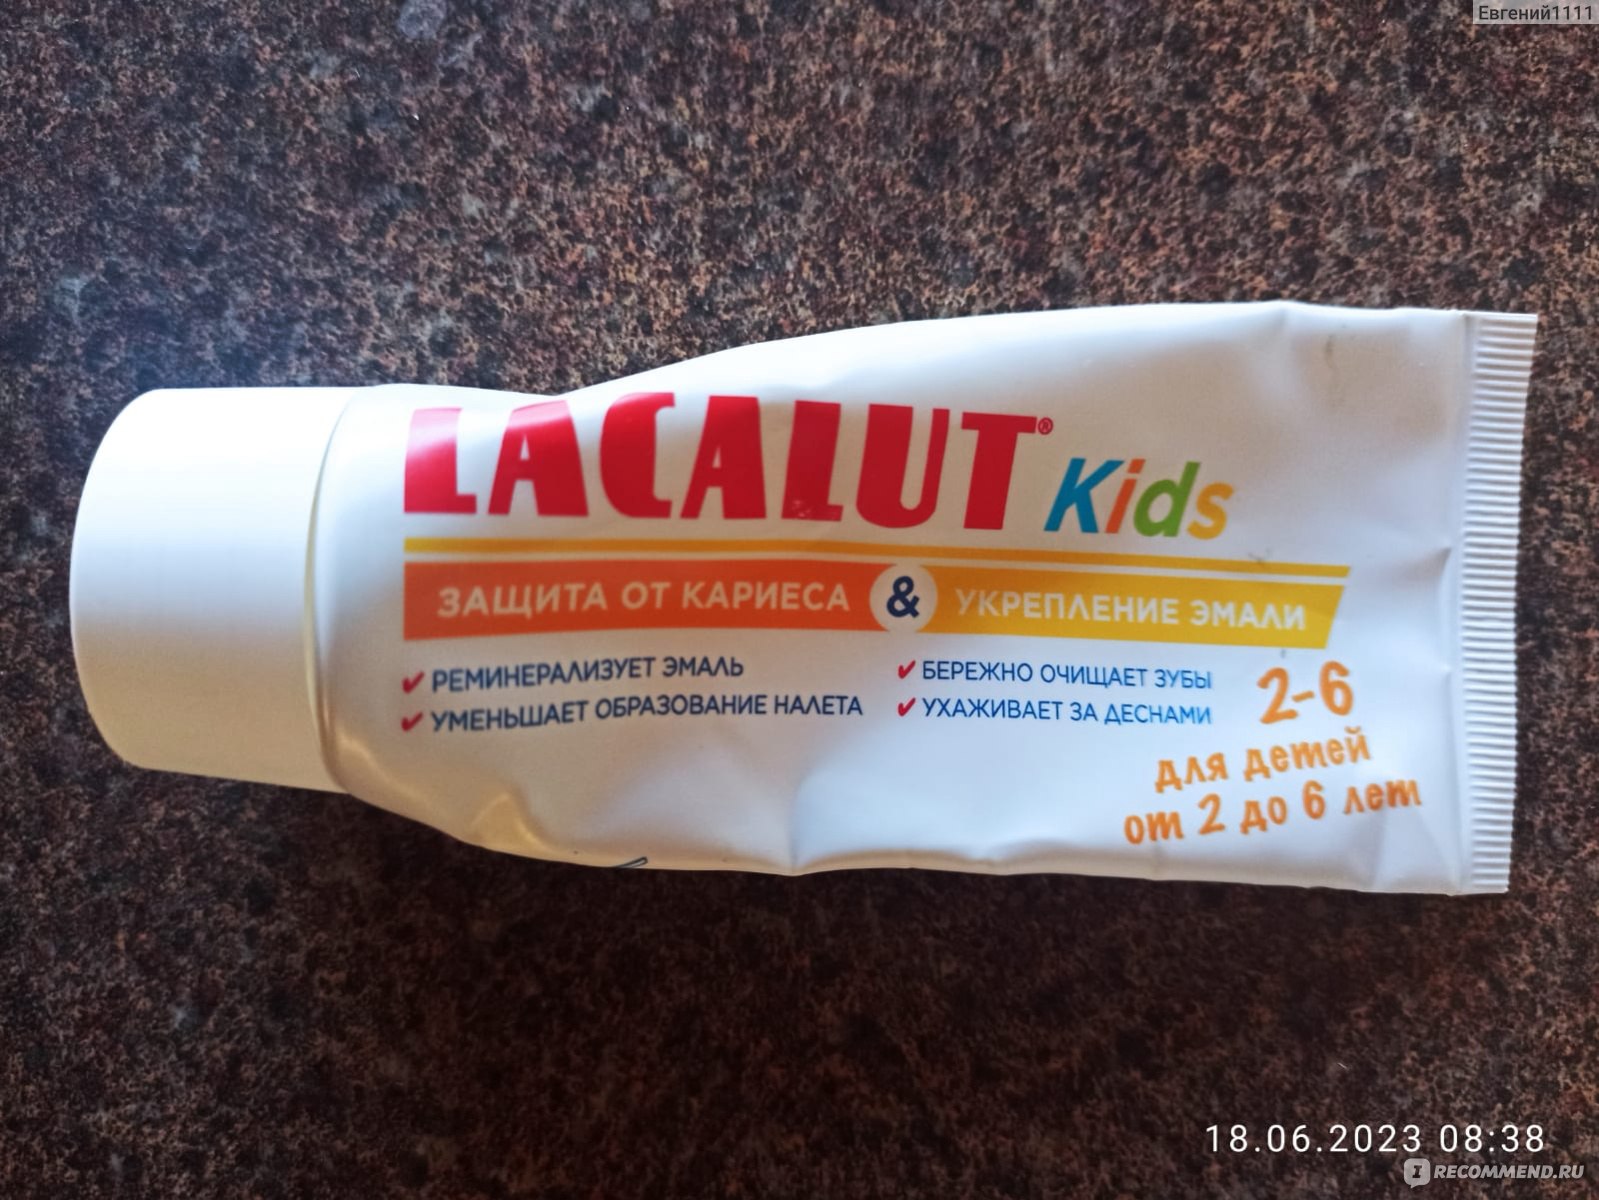 Евгений1111
LACALUT® Kids
ЗАЩИТА ОТ КАРИЕСА & УКРЕПЛЕНИЕ ЭМАЛИ
✔ РЕМИНЕРАЛИЗУЕТ ЭМАЛЬ
✔ УМЕНЬШАЕТ ОБРАЗОВАНИЕ НАЛЕТА
✔ БЕРЕЖНО ОЧИЩАЕТ ЗУБЫ
✔ УХАЖИВАЕТ ЗА ДЕСНАМИ
2-6
для детей
от 2 до 6 лет
18.06.2023 08:38
IRECOMMEND.RU